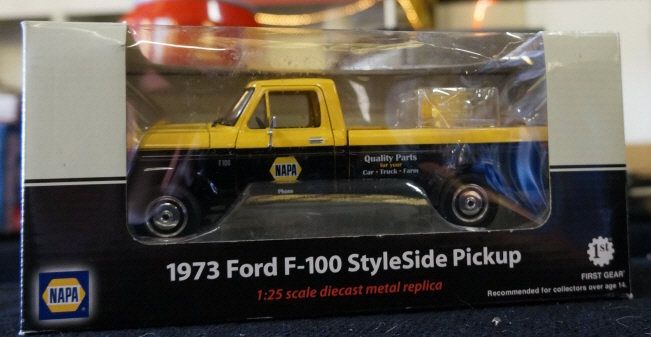 F100
NAPA
Phone
Quality Parts
for your
Car • Truck • Farm
1973 Ford F-100 StyleSide Pickup
1:25 scale diecast metal replica
NAPA
1ST
FIRST GEAR®
Recommended for collectors over age 14.